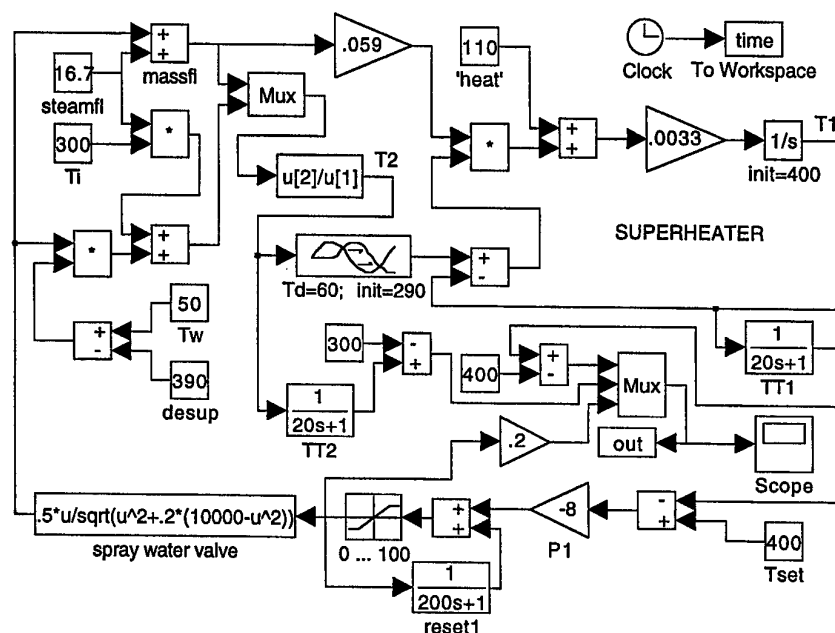 16.7
steamfl
+
+
massfl
.059
110
'heat'
Clock
time
To Workspace
300
Ti
*
Mux
u[2]/u[1]
T2
*
+
+
.0033
1/s
T1
init=400
*
+
+
SUPERHEATER
Td=60; init=290
+
-
50
Tw
+
-
390
desup
300
-
+
1
20s+1
TT2
400
+
-
Mux
1
20s+1
TT1
.2
out
Scope
.5*u/sqrt(u^2+.2*(10000-u^2))
spray water valve
0 ... 100
+
+
-8
P1
-
+
400
Tset
1
200s+1
reset1